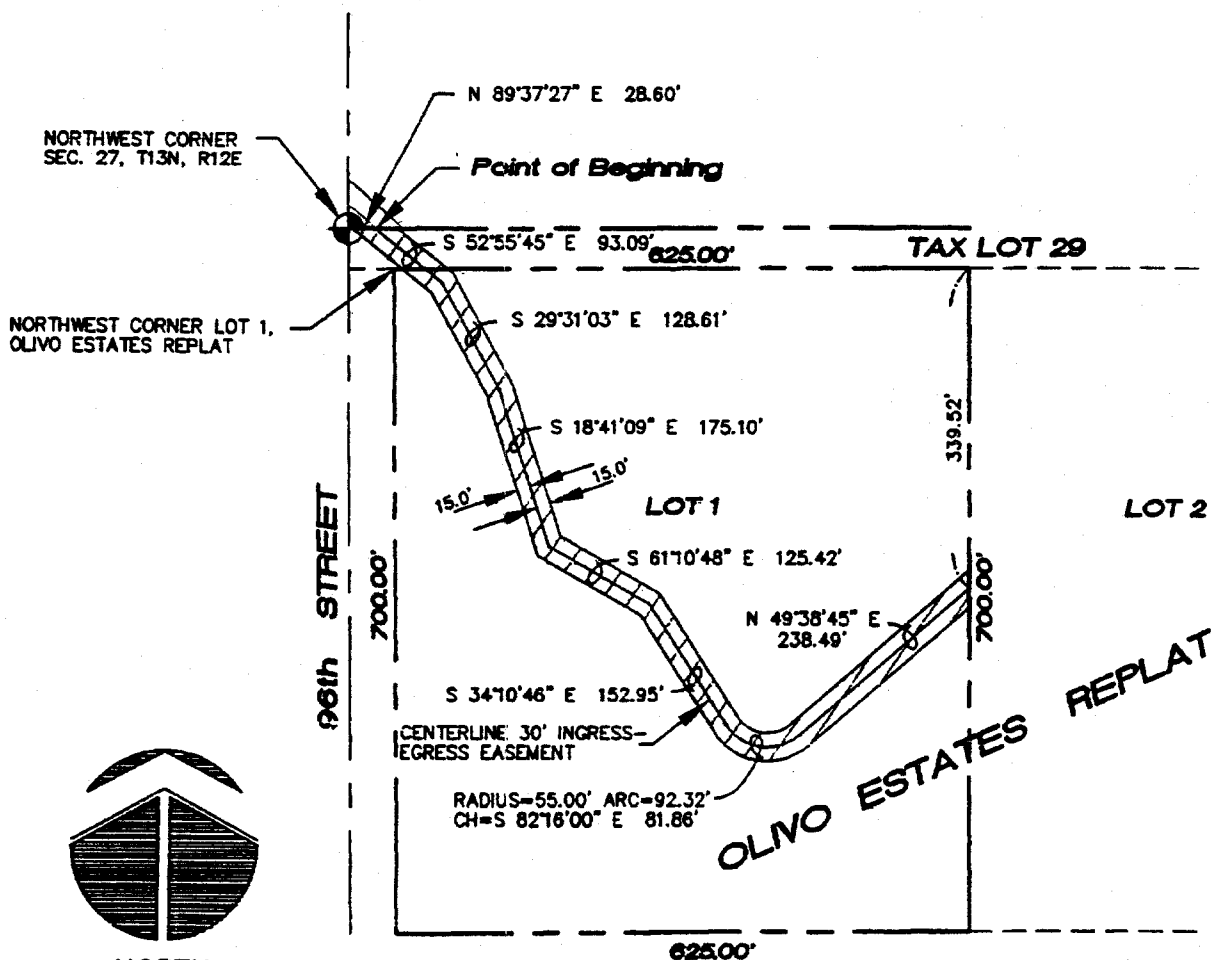 N 89°37'27" E 28.60'
NORTHWEST CORNER
SEC. 27, T13N, R12E
Point of Beginning
S 52°55'45" E 93.09'
625.00'
TAX LOT 29
NORTHWEST CORNER LOT 1,
OLIVO ESTATES REPLAT
S 29°31'03" E 128.61'
339.52'
S 18°41'09" E 175.10'
15.0'
15.0'
LOT 1
LOT 2
96th STREET
700.00'
S 61°10'48" E 125.42'
N 49°38'45" E
238.49'
700.00'
S 34°10'46" E 152.95'
CENTERLINE 30' INGRESS-
EGRESS EASEMENT
RADIUS=55.00' ARC=92.32'
CH=S 82°16'00" E 81.86'
OLIVO ESTATES REPLAT
625.00'